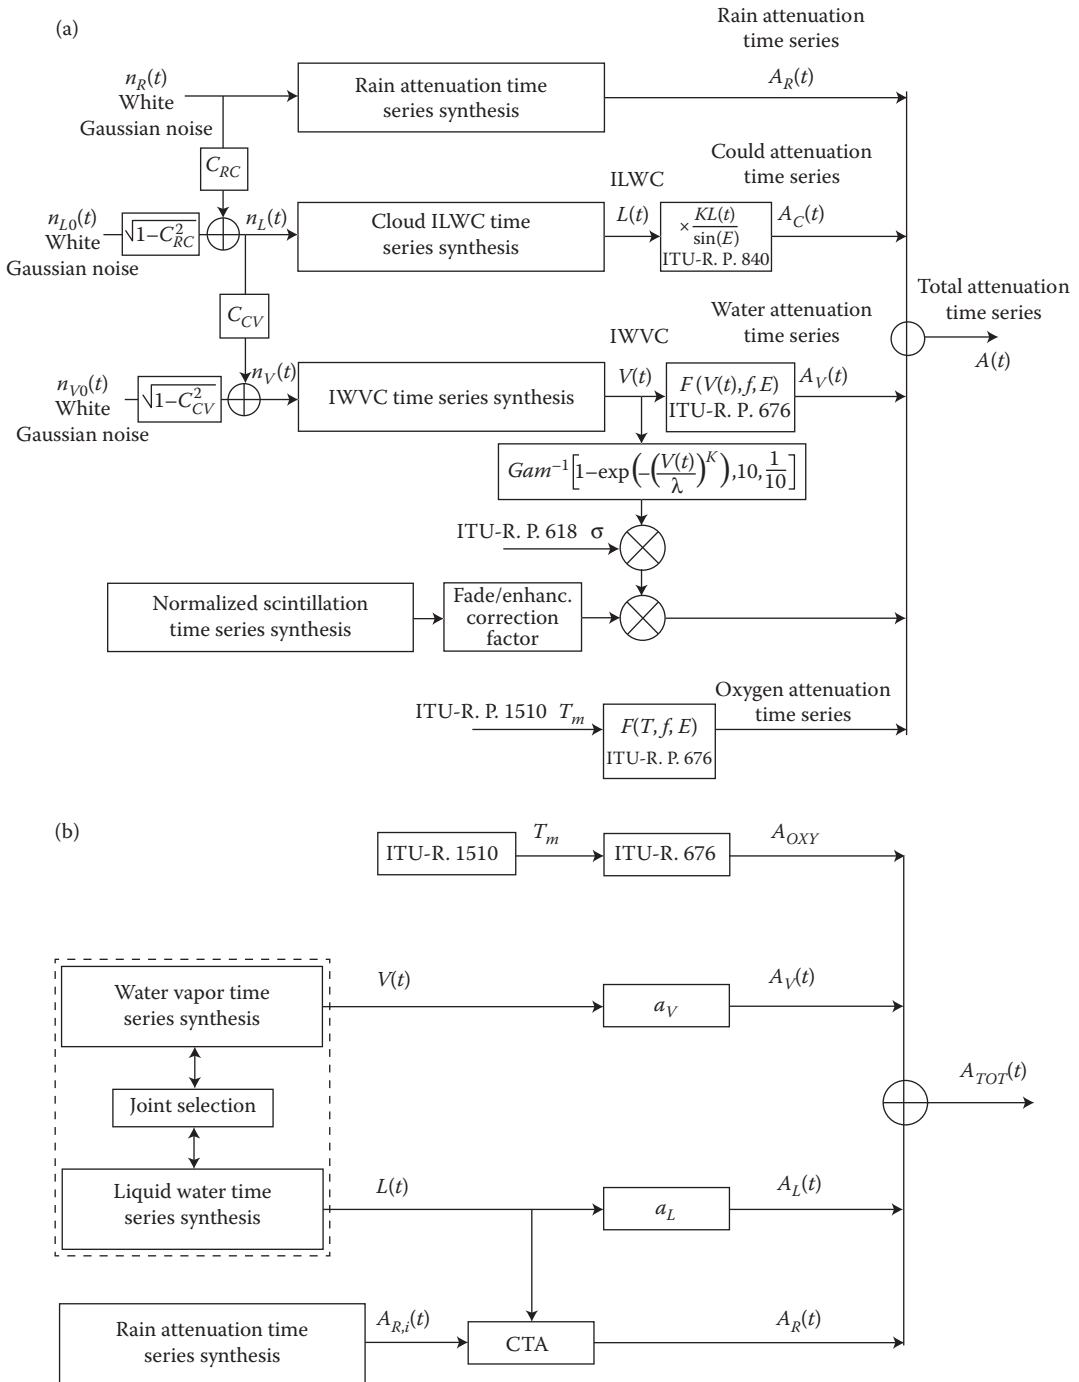 (a)
Rain attenuation
time series
n_R(t)
White
Gaussian noise
Rain attenuation time
series synthesis
A_R(t)
C_RC
Could attenuation
time series
ILWC
n_L0(t)
White
Gaussian noise
√1−C²_RC
n_L(t)
Cloud ILWC time
series synthesis
L(t)
× KL(t)/sin(E)
ITU-R. P. 840
A_C(t)
C_CV
Total attenuation
time series
A(t)
Water attenuation
time series
IWVC
n_V0(t)
White
Gaussian noise
√1−C²_CV
n_V(t)
IWVC time series synthesis
V(t)
F(V(t), f, E)
ITU-R. P. 676
A_V(t)
Gam⁻¹[1−exp(−(V(t)/λ)^K),10,1/10]
ITU-R. P. 618 σ
Normalized scintillation
time series synthesis
Fade/enhanc.
correction
factor
Oxygen attenuation
time series
ITU-R. P. 1510 T_m
F(T, f, E)
ITU-R. P. 676
(b)
ITU-R. 1510
T_m
ITU-R. 676
A_OXY
Water vapor time
series synthesis
V(t)
a_V
A_V(t)
Joint selection
A_TOT(t)
Liquid water time
series synthesis
L(t)
a_L
A_L(t)
Rain attenuation time
series synthesis
A_R,i(t)
CTA
A_R(t)